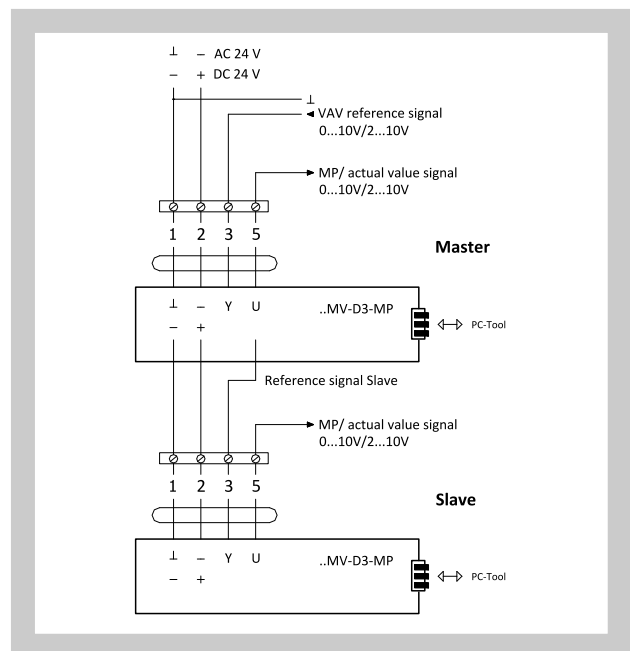 ⊥ – AC 24 V
– + DC 24 V
⊥
VAV reference signal
0...10V/2...10V
MP/ actual value signal
0...10V/2...10V
1 2 3 5
Master
⊥ – Y U ..MV-D3-MP
– +
PC-Tool
Reference signal Slave
MP/ actual value signal
0...10V/2...10V
1 2 3 5
Slave
⊥ – Y U ..MV-D3-MP
– +
PC-Tool